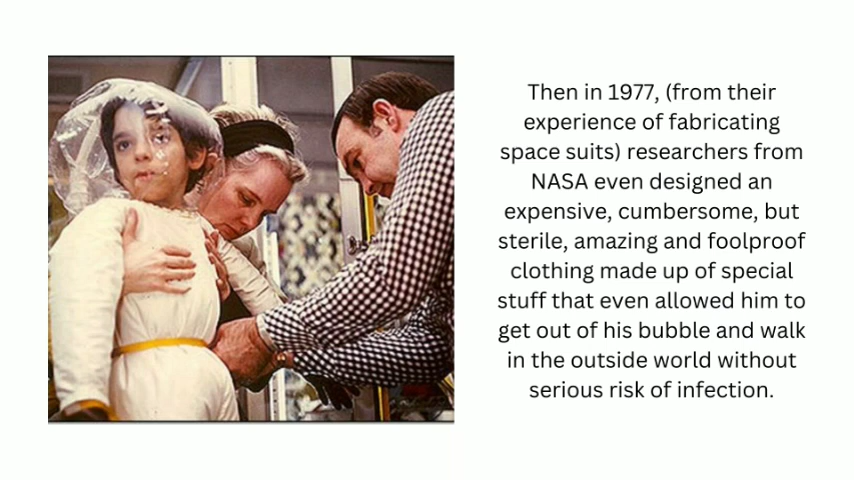 Then in 1977, (from their
experience of fabricating
space suits) researchers from
NASA even designed an
expensive, cumbersome, but
sterile, amazing and foolproof
clothing made up of special
stuff that even allowed him to
get out of his bubble and walk
in the outside world without
serious risk of infection.